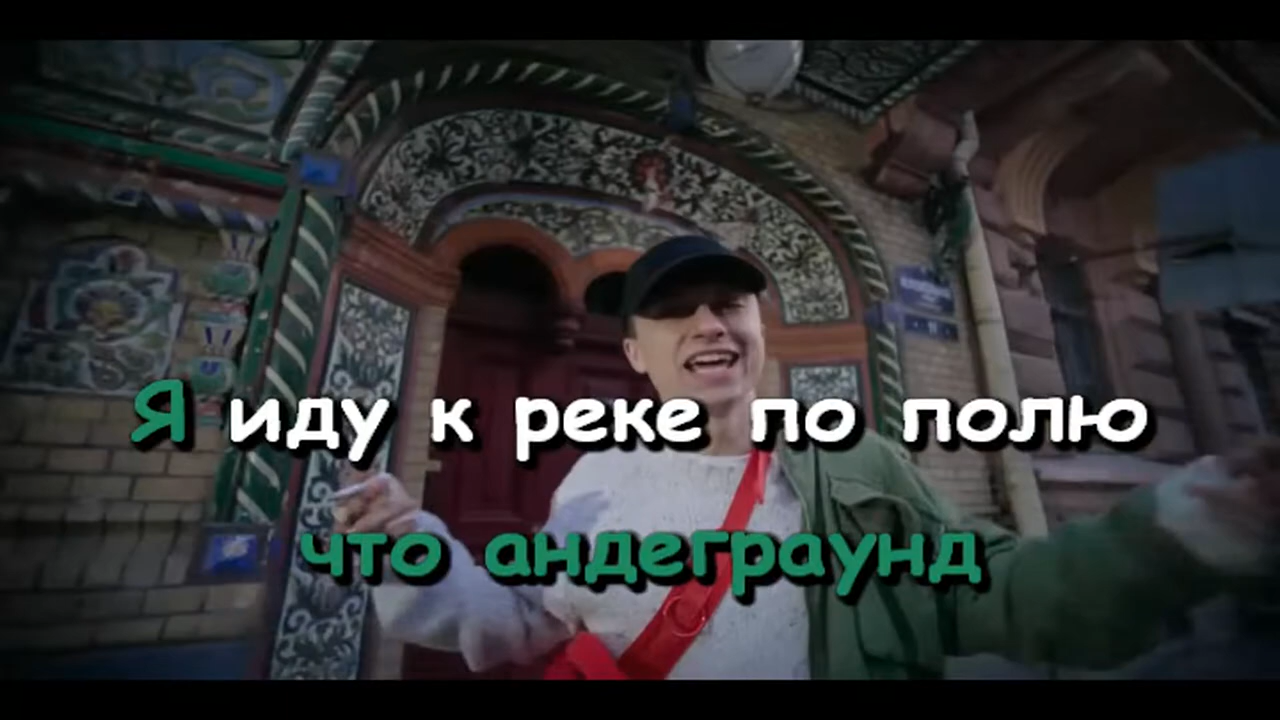 Я иду к реке по полю
что андеграунд